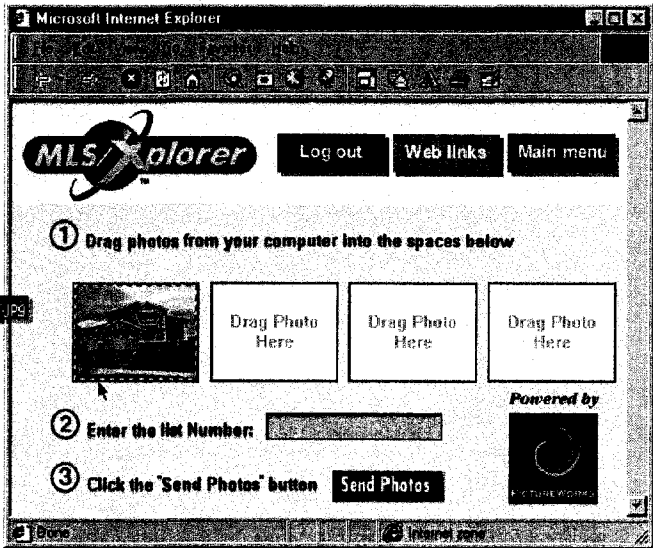 Microsoft Internet Explorer
MLS Xplorer
TM
Log out
Web links
Main menu
1 Drag photos from your computer into the spaces below
JPG
Drag Photo
Here
Drag Photo
Here
Drag Photo
Here
Powered by
2 Enter the list Number:
3 Click the "Send Photos" button
Send Photos
PICTUREWORKS
Done
Internet zone